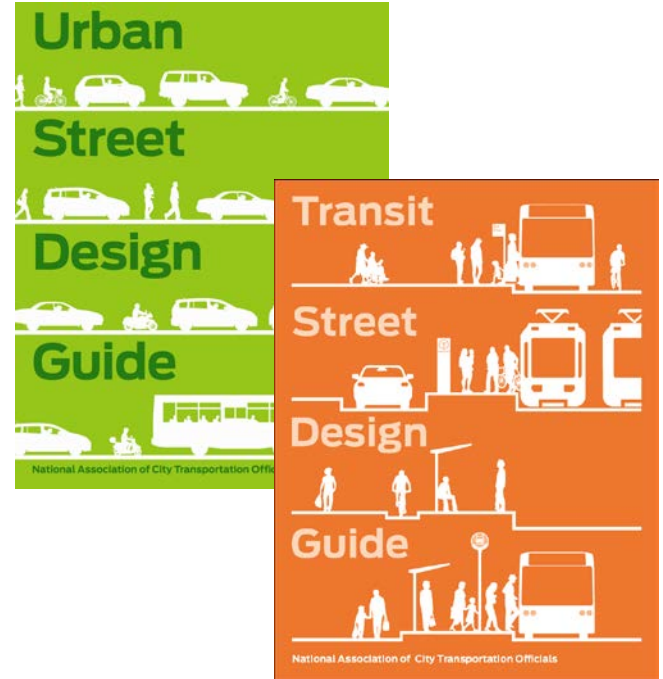 Urban
Street
Design
Guide
National Association of City Transportation
Transit
Street
Design
Guide
National Association of City Transportation Officials